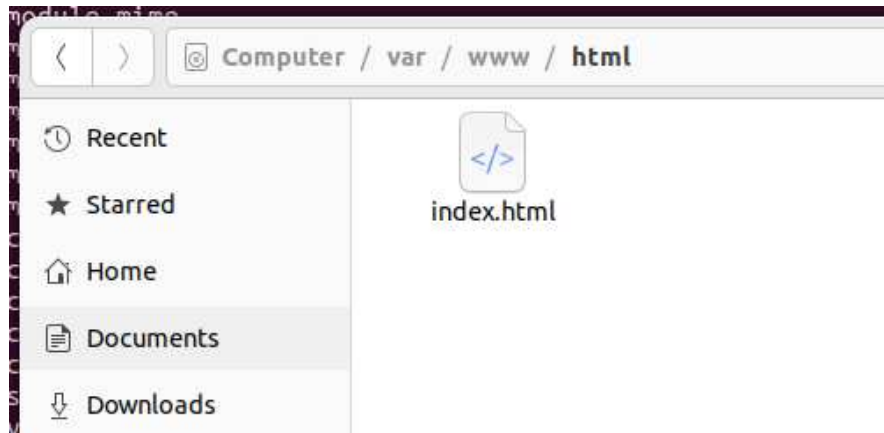 module mime
Computer / var / www / html
Recent
index.html
Starred
Home
Documents
Downloads